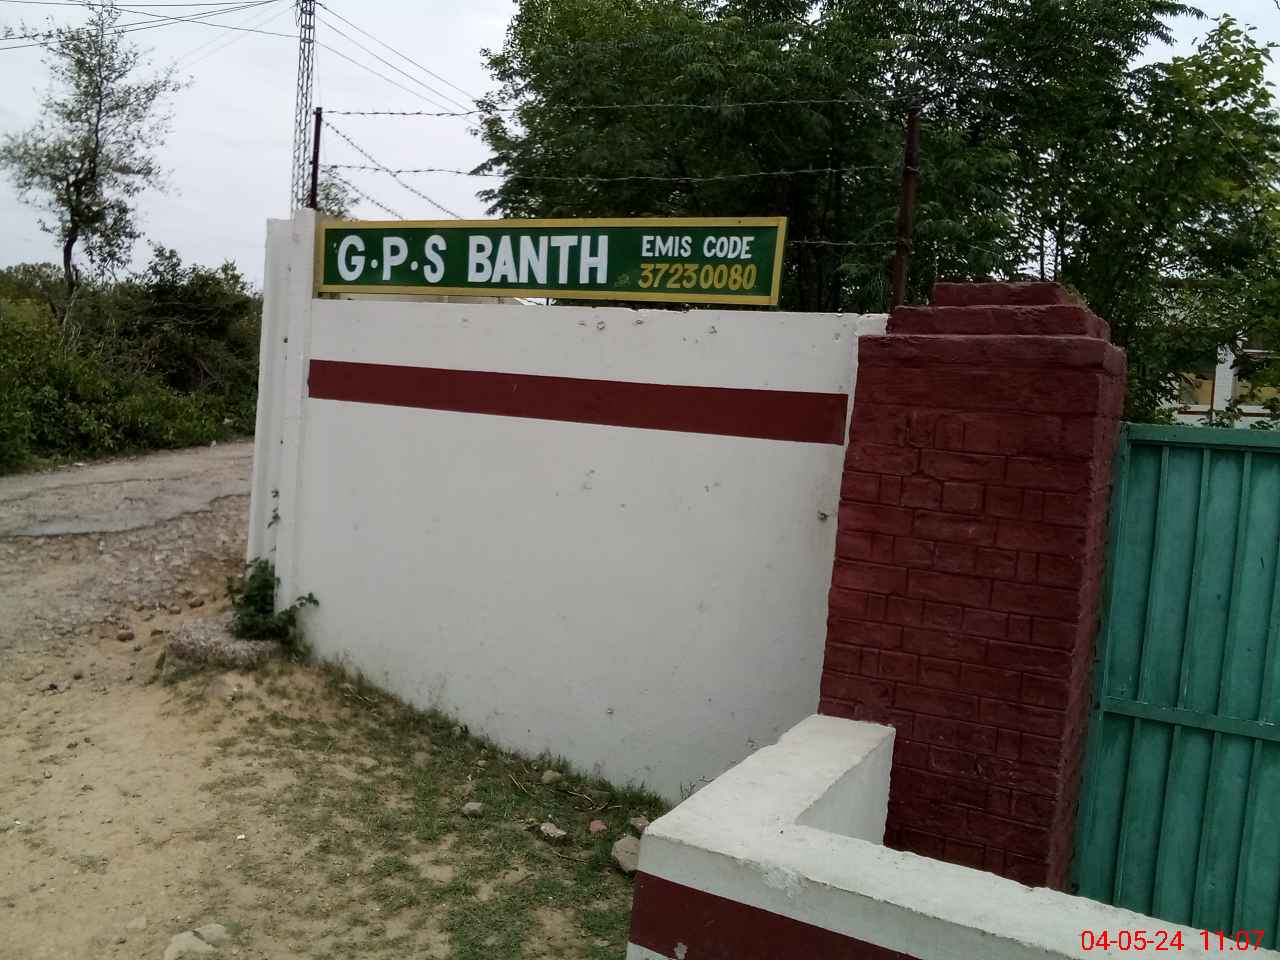 G.P.S BANTH
EMIS CODE
37230080
04-05-24 11:07